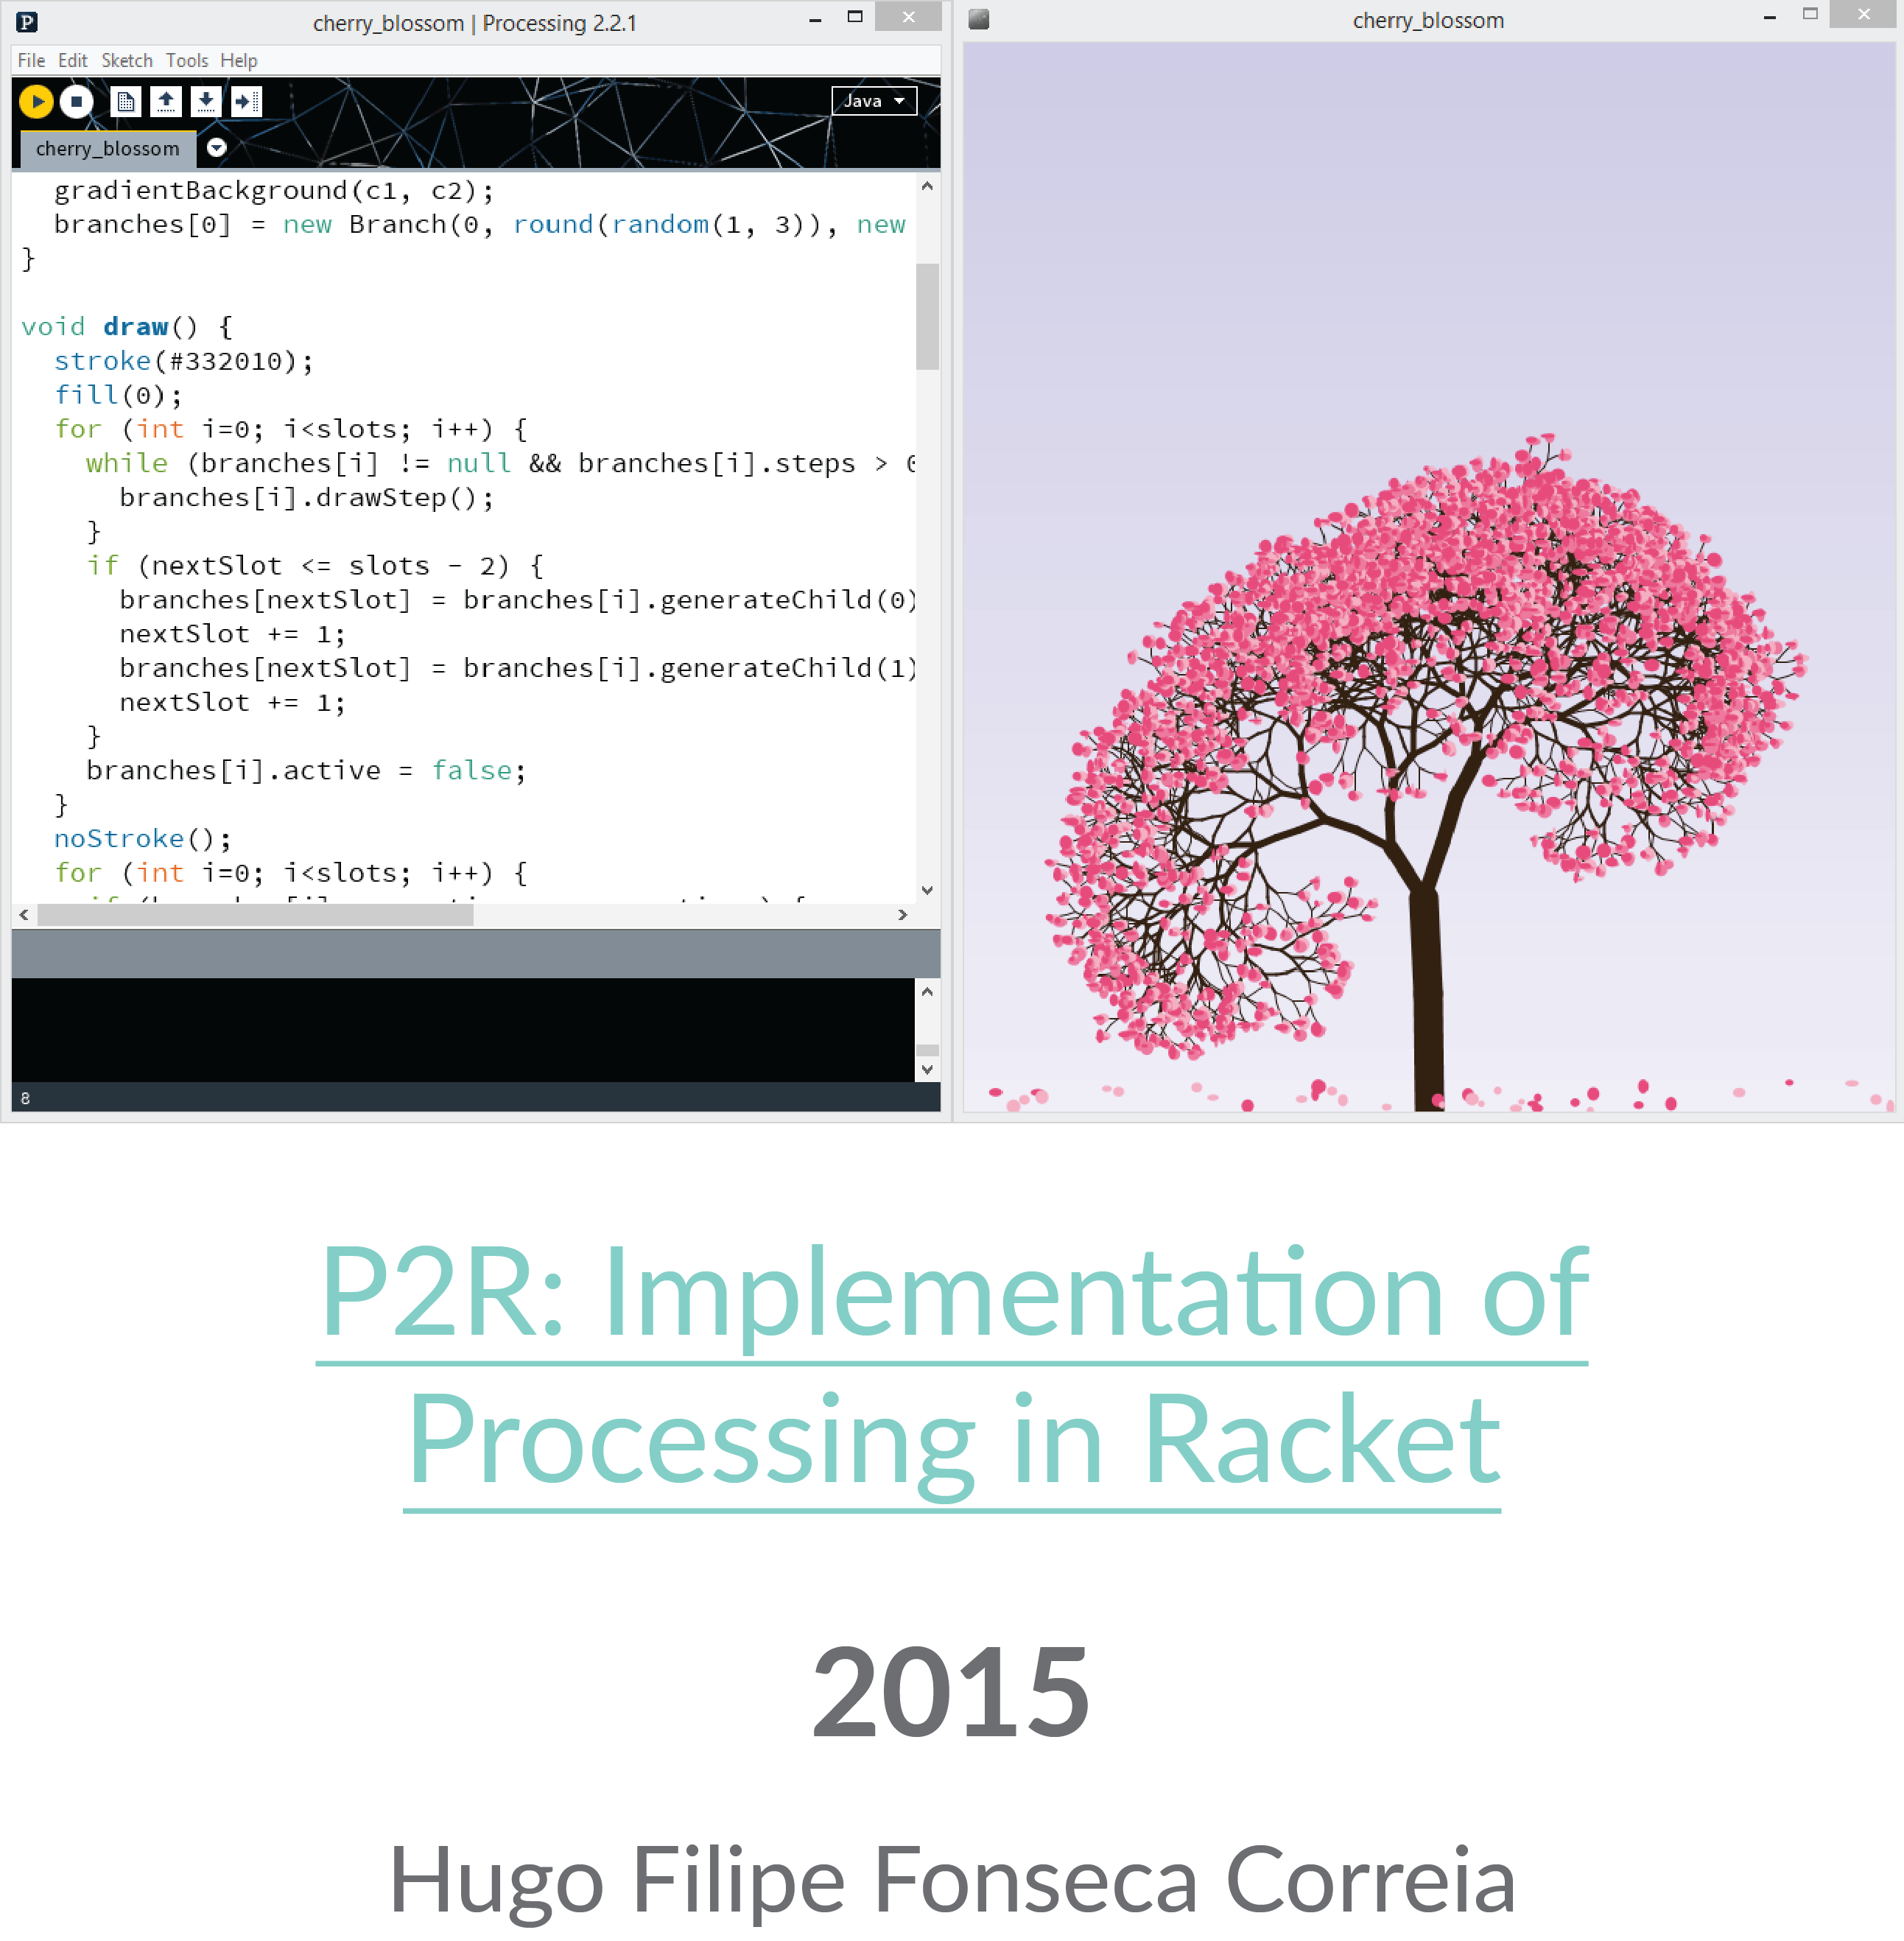 cherry_blossom | Processing 2.2.1
File Edit Sketch Tools Help
Java
cherry_blossom
gradientBackground(c1, c2);
branches[0] = new Branch(0, round(random(1, 3)), new
}
void draw() {
stroke(#332010);
fill(0);
for (int i=0; i<slots; i++) {
while (branches[i] != null && branches[i].steps >
branches[i].drawStep();
}
if (nextSlot <= slots - 2) {
branches[nextSlot] = branches[i].generateChild(0)
nextSlot += 1;
branches[nextSlot] = branches[i].generateChild(1)
nextSlot += 1;
}
branches[i].active = false;
}
noStroke();
for (int i=0; i<slots; i++) {
8
cherry_blossom
P2R: Implementation of
Processing in Racket
2015
Hugo Filipe Fonseca Correia